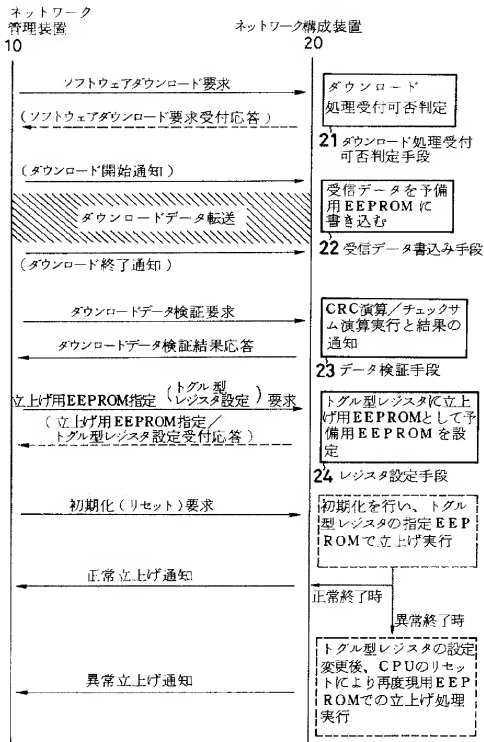 ネットワーク
管理装置
10
ネットワーク構成装置
20
ソフトウェアダウンロード要求
(ソフトウェアダウンロード要求受付応答)
ダウンロード
処理受付可否判定
21 ダウンロード処理受付
可否判定手段
(ダウンロード開始通知)
ダウンロードデータ転送
受信データを予備
用EEPROMに
書き込む
22 受信データ書込み手段
(ダウンロード終了通知)
ダウンロードデータ検証要求
ダウンロードデータ検証結果応答
CRC演算/チェックサ
ム演算実行と結果の
通知
23 データ検証手段
立上げ用EEPROM指定(トグル型
レジスタ設定)要求
(立上げ用EEPROM指定/
トグル型レジスタ設定受付応答)
トグル型レジスタに立上
げ用EEPROMとして予
備用EEPROMを設
定
24 レジスタ設定手段
初期化(リセット)要求
初期化を行い、トグル
型レジスタの指定EEP
ROMで立上げ実行
正常立上げ通知
正常終了時
異常終了時
トグル型レジスタの設定
変更後、CPUのリセッ
トにより再度現用EEP
ROMでの立上げ処理
実行
異常立上げ通知